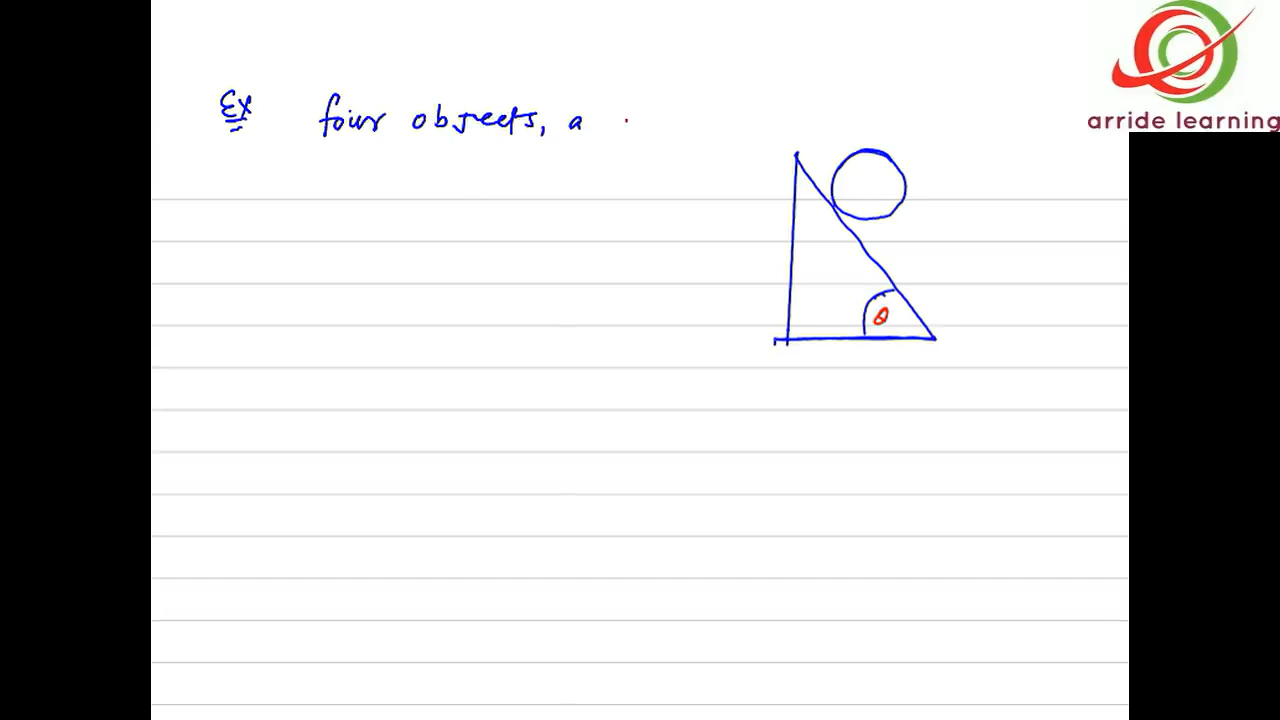 arride learning
Ex four objects, a
θ